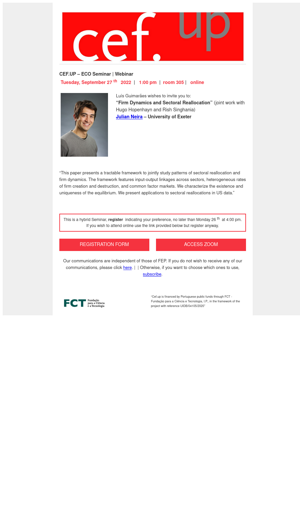 cef.up
CEF.UP – ECO Seminar | Webinar
Tuesday, September 27 th 2022 | 1:00 pm | room 305 | online
Luis Guimarães wishes to invite you to
"Firm Dynamics and Sectoral Reallocation" (joint work with
Hugo Hopenhayn and Rish Singhania)
Julian Neira – University of Exeter
"This paper presents a tractable framework to jointly study patterns of sectoral reallocation and
firm dynamics. The framework features input-output linkages across sectors, heterogeneous rates
of firm creation and destruction, and common factor markets. We characterize the existence and
uniqueness of the equilibrium. We present applications to sectoral reallocations in US data."
This is a hybrid Seminar, register indicating your preference, no later than Monday 26 th at 4:00 pm.
If you wish to attend online use the link provided below but register anyway.
REGISTRATION FORM
ACCESS ZOOM
Our communications are independent of those of FEP. If you do not wish to receive any of our
communications, please click here. | | Otherwise, if you want to choose which ones to use,
subscribe
FCT Fundação
para a Ciência
e a Tecnologia
"Cef.up is financed by Portuguese public funds through FCT -
Fundação para a Ciência e Tecnologia, I.P., in the framework of the